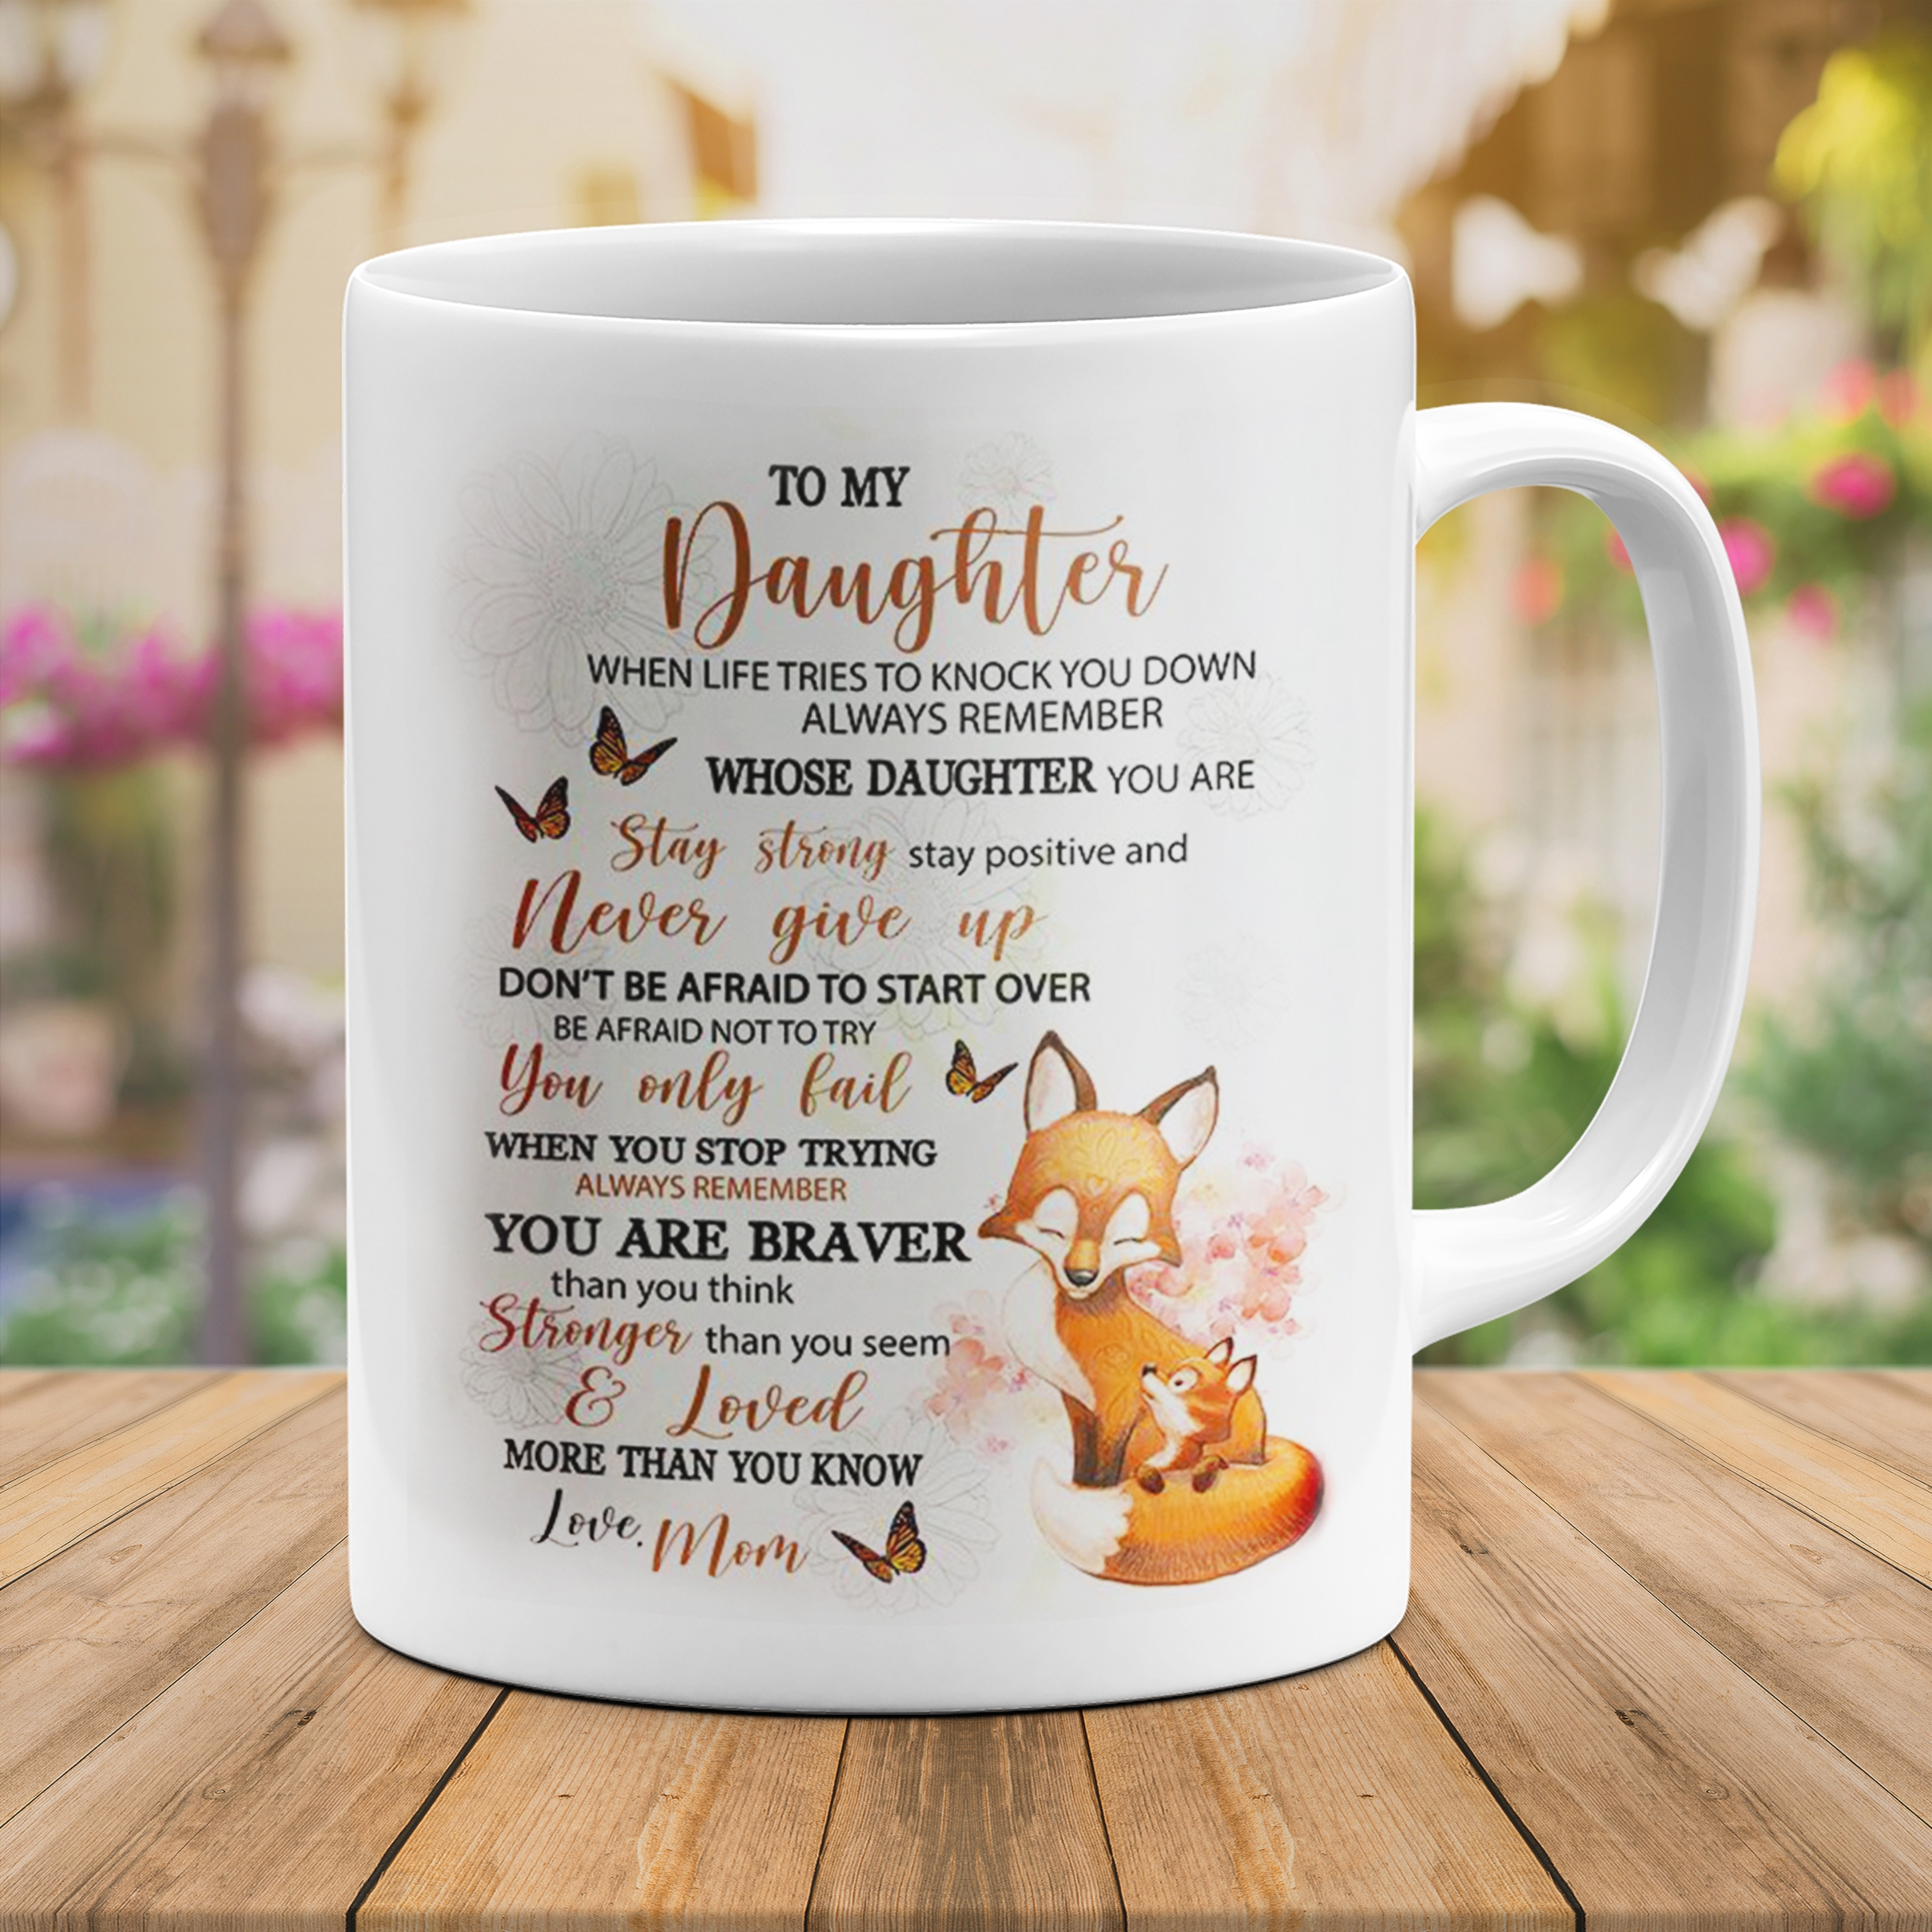 TO MY
Daughter
WHEN LIFE TRIES TO KNOCK YOU DOWN
ALWAYS REMEMBER
WHOSE DAUGHTER YOU ARE
Stay strong stay positive and
Never give up
DON'T BE AFRAID TO START OVER
BE AFRAID NOT TO TRY
You only fail
WHEN YOU STOP TRYING
ALWAYS REMEMBER
YOU ARE BRAVER
than you think
Stronger than you seem
& Loved
MORE THAN YOU KNOW
Love, Mom